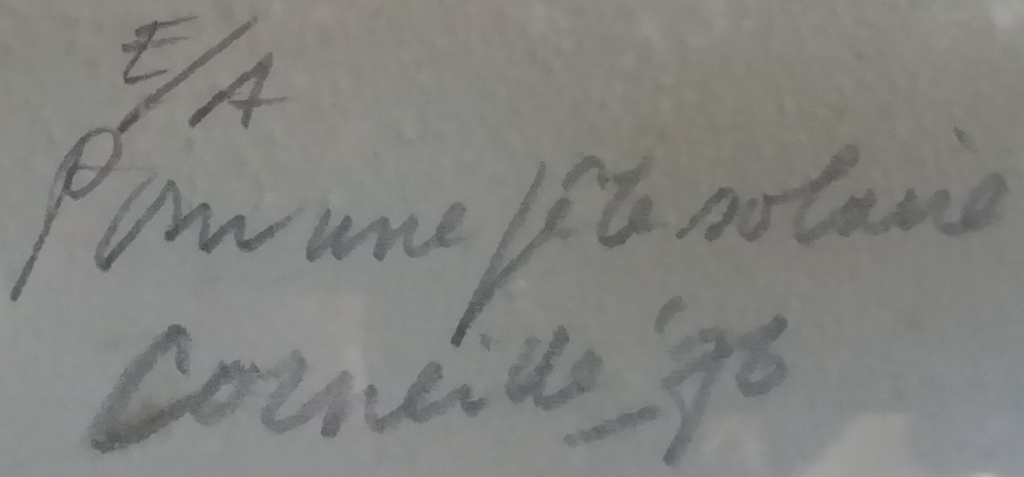 E/A
Pour une fête solaire
Corneille _'78